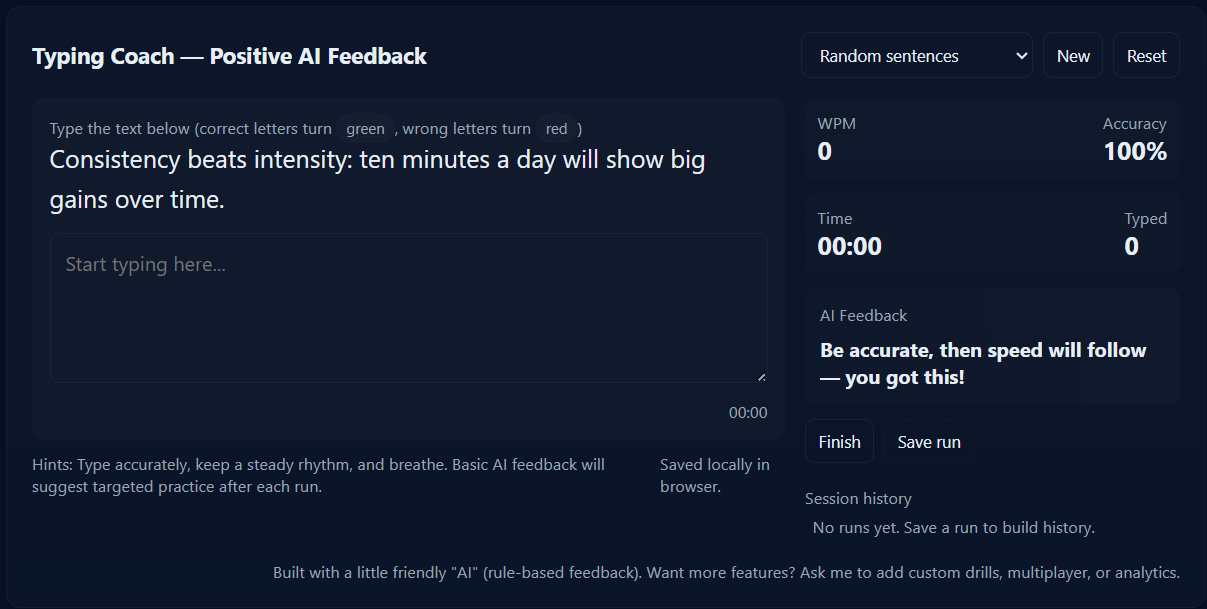 Typing Coach — Positive AI Feedback
Random sentences
New
Reset
Type the text below (correct letters turn green , wrong letters turn red )
Consistency beats intensity: ten minutes a day will show big
gains over time.
Start typing here...
00:00
Hints: Type accurately, keep a steady rhythm, and breathe. Basic AI feedback will
suggest targeted practice after each run.
Saved locally in
browser.
WPM
0
Accuracy
100%
Time
00:00
Typed
0
AI Feedback
Be accurate, then speed will follow
— you got this!
Finish
Save run
Session history
No runs yet. Save a run to build history.
Built with a little friendly "AI" (rule-based feedback). Want more features? Ask me to add custom drills, multiplayer, or analytics.